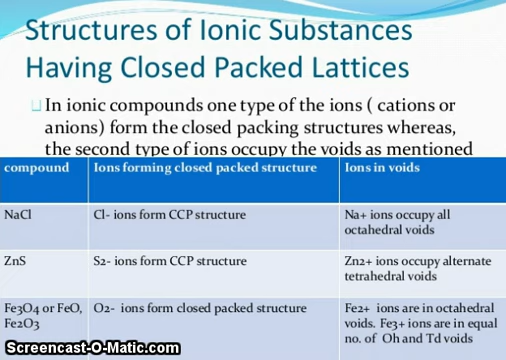 Structures of Ionic Substances
Having Closed Packed Lattices
In ionic compounds one type of the ions ( cations or
anions) form the closed packing structures whereas,
the second type of ions occupy the voids as mentioned
compound Ions forming closed packed structure Ions in voids
NaCl Cl- ions form CCP structure Na+ ions occupy all
octahedral voids
ZnS S2- ions form CCP structure Zn2+ ions occupy alternate
tetrahedral voids
Fe3O4 or FeO, O2- ions form closed packed structure Fe2+ ions are in octahedral
Fe2O3 voids. Fe3+ ions are in equal
no. of Oh and Td voids
Screencast-O-Matic.com